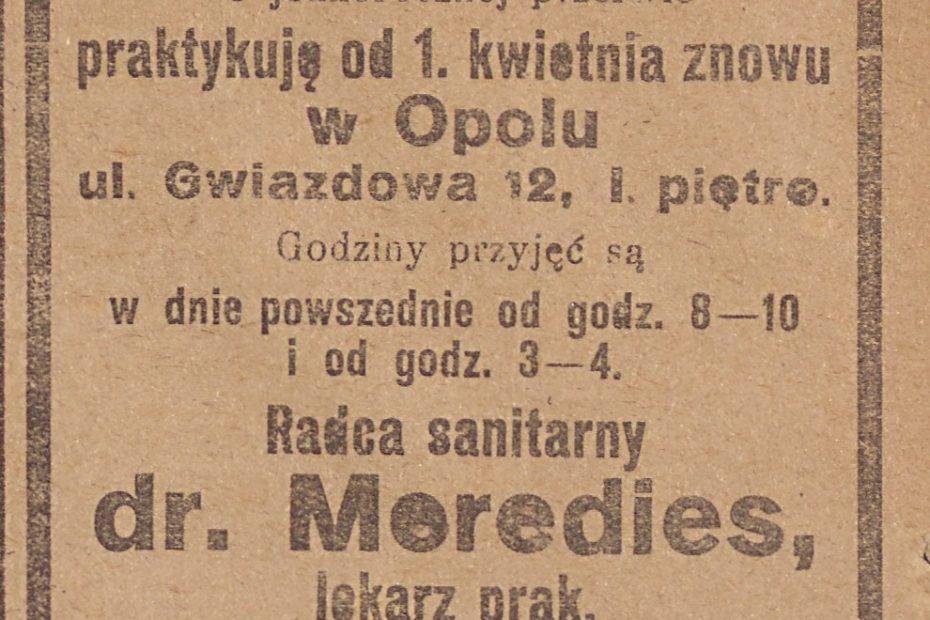 praktykuję od 1. kwietnia znowu
w Opolu
ul. Gwiazdowa 12, I. piętro.
Godziny przyjęć są
w dnie powszednie od godz. 8—10
i od godz. 3—4.
Radca sanitarny
dr. Moredies,
lekarz prak.